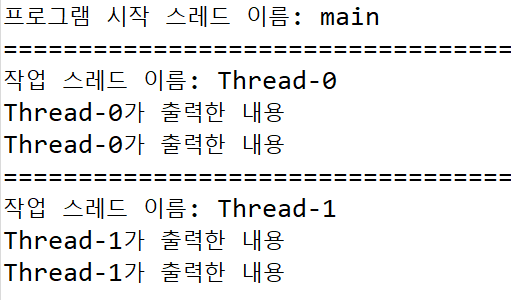 프로그램 시작 스레드 이름: main
==================================
작업 스레드 이름: Thread-0
Thread-0가 출력한 내용
Thread-0가 출력한 내용
==================================
작업 스레드 이름: Thread-1
Thread-1가 출력한 내용
Thread-1가 출력한 내용